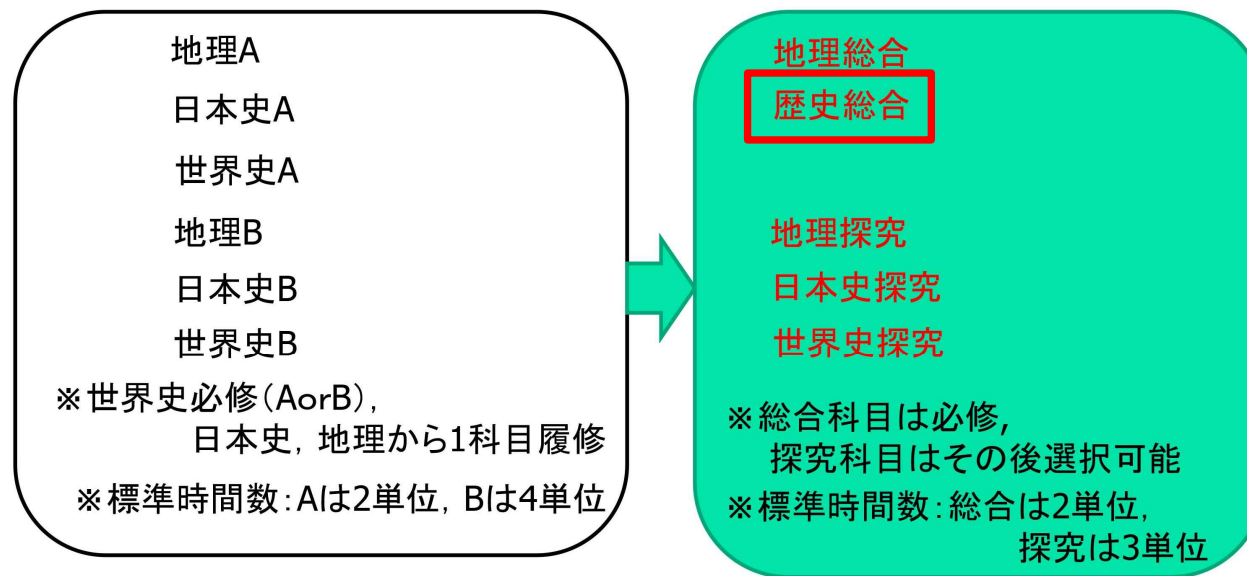 地理A
日本史A
世界史A
地理B
日本史B
世界史B
※世界史必修(AorB),
日本史, 地理から1科目履修
※標準時間数:Aは2単位, Bは4単位
地理総合
歴史総合
地理探究
日本史探究
世界史探究
※総合科目は必修,
探究科目はその後選択可能
※標準時間数:総合は2単位,
探究は3単位